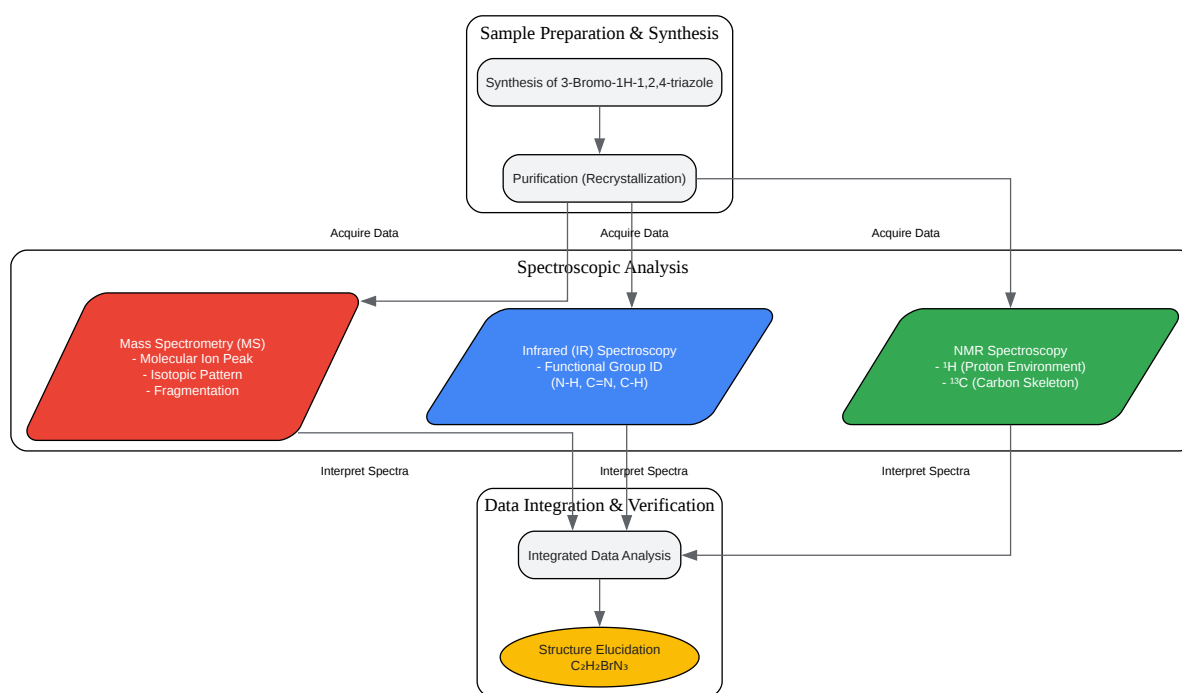 Sample Preparation & Synthesis
Synthesis of 3-Bromo-1H-1,2,4-triazole
Purification (Recrystallization)
Acquire Data
Acquire Data
Acquire Data
Spectroscopic Analysis
Mass Spectrometry (MS)
- Molecular Ion Peak
- Isotopic Pattern
- Fragmentation
Infrared (IR) Spectroscopy
- Functional Group ID
(N-H, C=N, C-H)
NMR Spectroscopy
- ¹H (Proton Environment)
- ¹³C (Carbon Skeleton)
Interpret Spectra
Interpret Spectra
Interpret Spectra
Data Integration & Verification
Integrated Data Analysis
Structure Elucidation
C₂H₂BrN₃